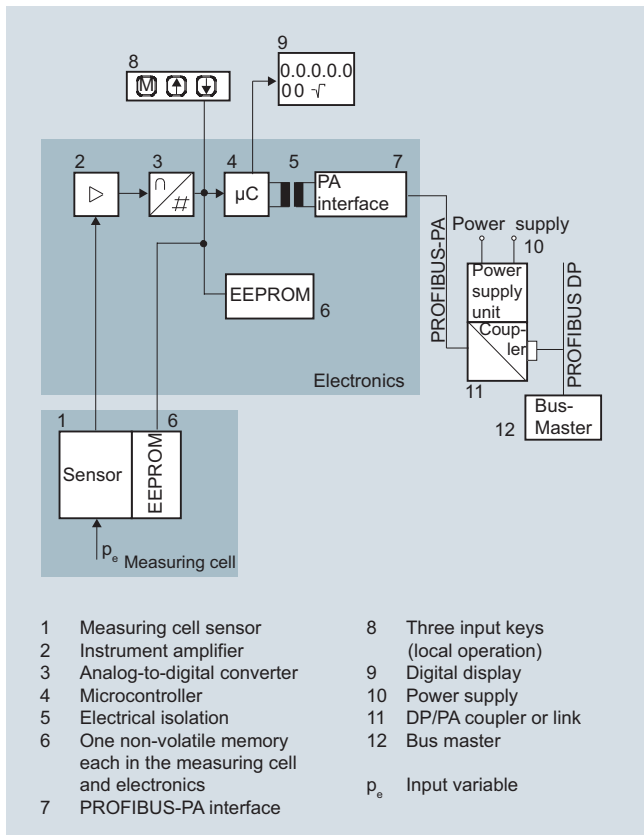 8
M
9
0.0.0.0.0
00 √
2
3
4
5
7
∩
#
µC
PA
interface
EEPROM
6
Electronics
PROFIBUS-PA
Power supply
10
Power
supply
unit
Coup-
ler
11
PROFIBUS DP
12
Bus-
Master
1
6
Sensor
EEPROM
pe
Measuring cell
1 Measuring cell sensor
2 Instrument amplifier
3 Analog-to-digital converter
4 Microcontroller
5 Electrical isolation
6 One non-volatile memory
each in the measuring cell
and electronics
7 PROFIBUS-PA interface
8 Three input keys
(local operation)
9 Digital display
10 Power supply
11 DP/PA coupler or link
12 Bus master
pe Input variable